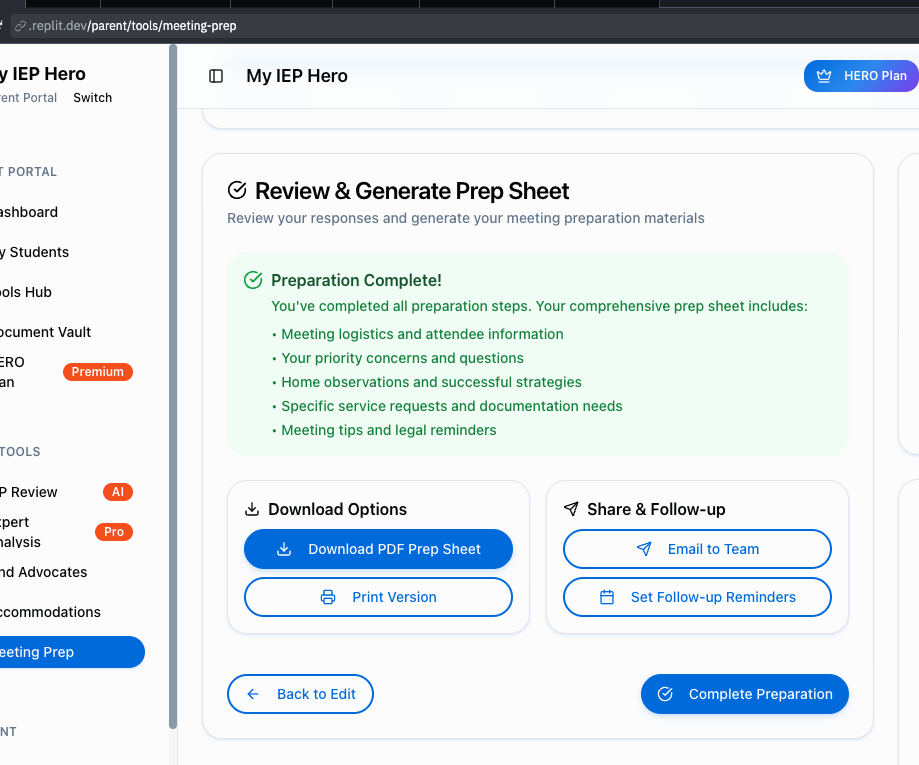 .replit.dev/parent/tools/meeting-prep
y IEP Hero
rent Portal Switch
T PORTAL
ashboard
y Students
ools Hub
ocument Vault
ERO
an
Premium
TOOLS
P Review AI
xpert
nalysis
Pro
nd Advocates
ccommodations
eeting Prep
NT
My IEP Hero
HERO Plan
Review & Generate Prep Sheet
Review your responses and generate your meeting preparation materials
Preparation Complete!
You've completed all preparation steps. Your comprehensive prep sheet includes:
• Meeting logistics and attendee information
• Your priority concerns and questions
• Home observations and successful strategies
• Specific service requests and documentation needs
• Meeting tips and legal reminders
Download Options
Download PDF Prep Sheet
Print Version
Share & Follow-up
Email to Team
Set Follow-up Reminders
Back to Edit
Complete Preparation